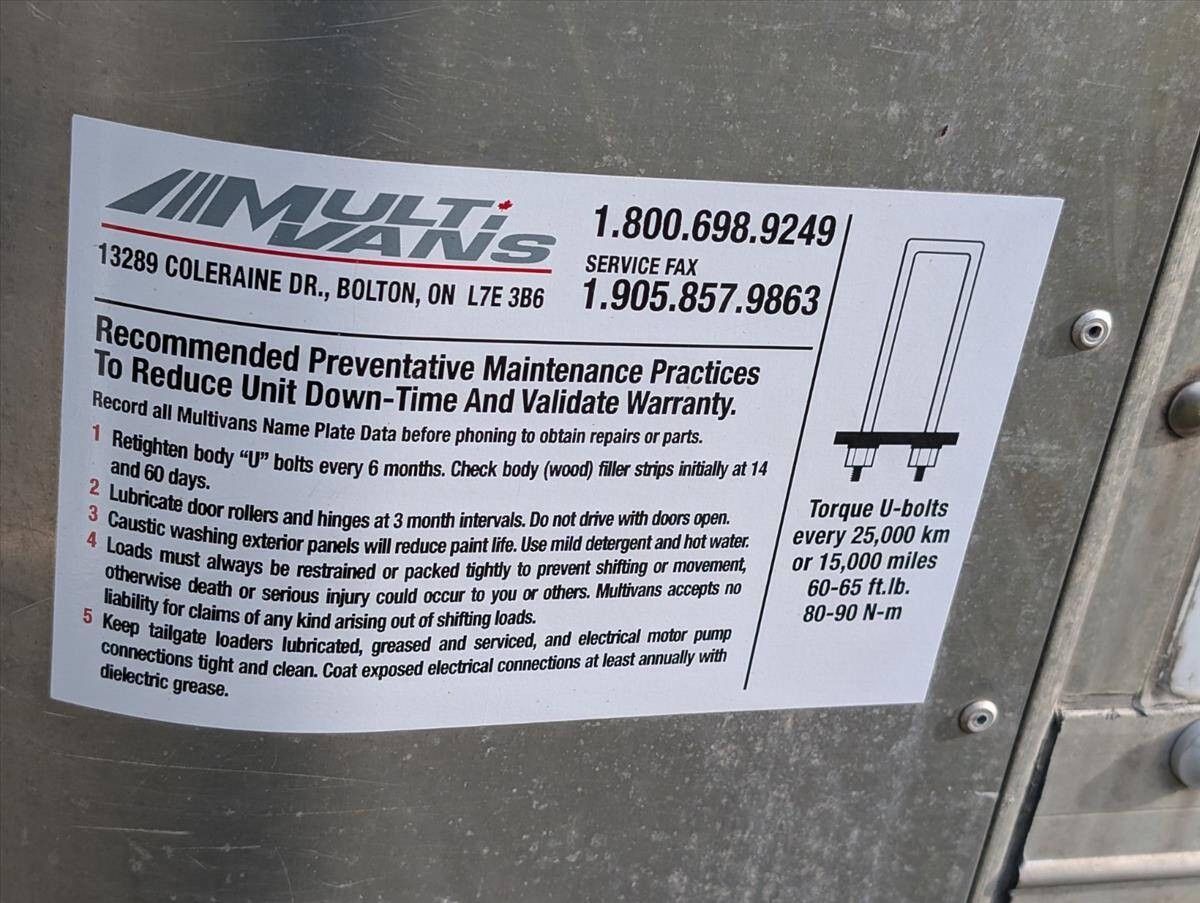 MULTI
VANS
13289 COLERAINE DR., BOLTON, ON L7E 3B6
1.800.698.9249
SERVICE FAX
1.905.857.9863
Recommended Preventative Maintenance Practices
To Reduce Unit Down-Time And Validate Warranty.
Record all Multivans Name Plate Data before phoning to obtain repairs or parts.
1 Retighten body "U" bolts every 6 months. Check body (wood) filler strips initially at 14
and 60 days.
2 Lubricate door rollers and hinges at 3 month intervals. Do not drive with doors open.
3 Caustic washing exterior panels will reduce paint life. Use mild detergent and hot water.
4 Loads must always be restrained or packed tightly to prevent shifting or movement,
otherwise death or serious injury could occur to you or others. Multivans accepts no
liability for claims of any kind arising out of shifting loads.
5 Keep tailgate loaders lubricated, greased and serviced, and electrical motor pump
connections tight and clean. Coat exposed electrical connections at least annually with
dielectric grease.
Torque U-bolts
every 25,000 km
or 15,000 miles
60-65 ft.lb.
80-90 N-m